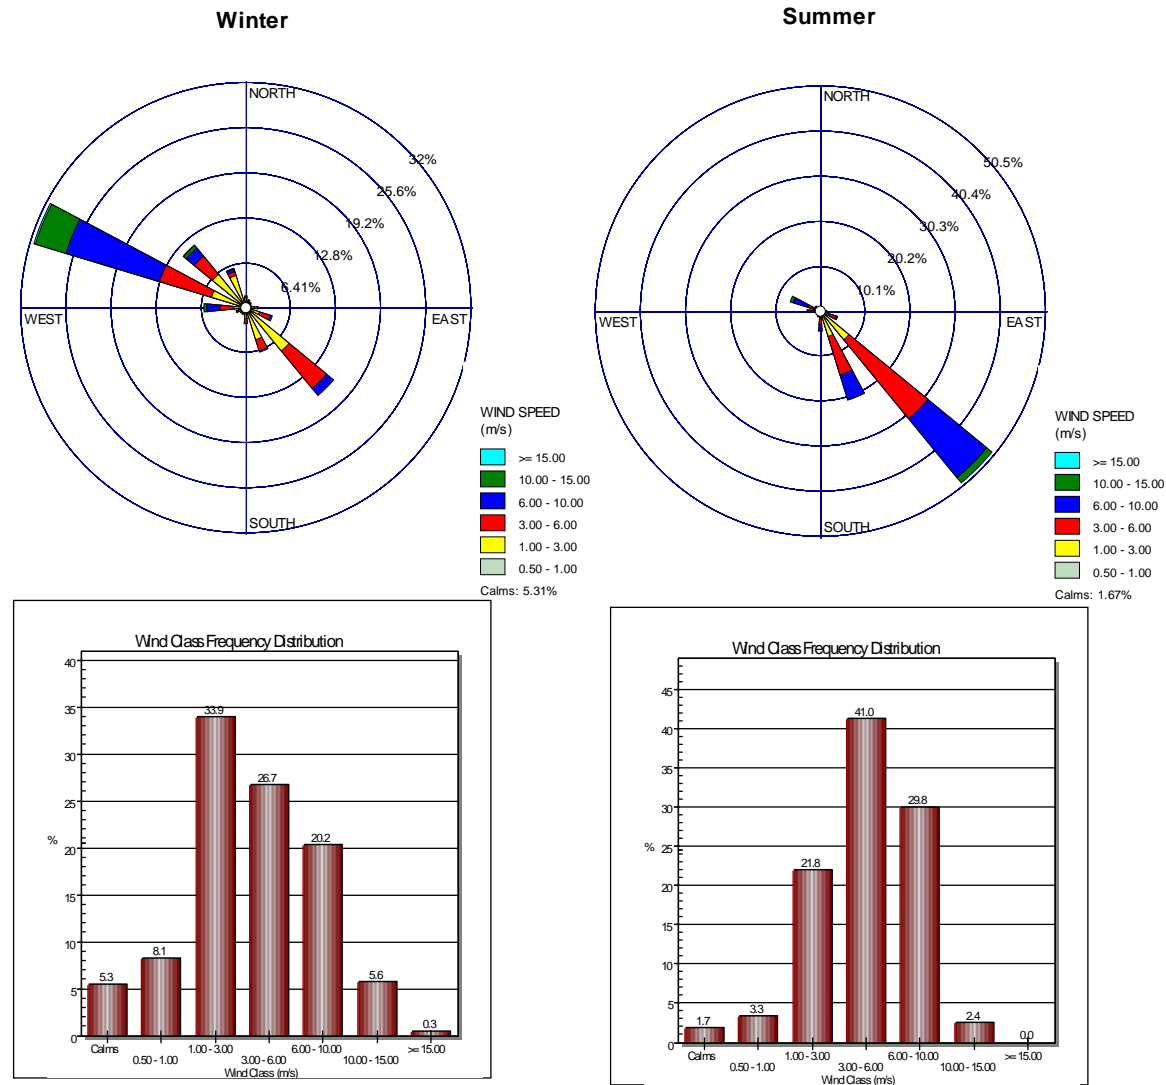 Winter
NORTH
32%
25.6%
19.2%
12.8%
6.41%
WEST
EAST
SOUTH
WIND SPEED
(m/s)
>= 15.00
10.00 - 15.00
6.00 - 10.00
3.00 - 6.00
1.00 - 3.00
0.50 - 1.00
Calms: 5.31%
Summer
NORTH
50.5%
40.4%
30.3%
20.2%
10.1%
WEST
EAST
SOUTH
WIND SPEED
(m/s)
>= 15.00
10.00 - 15.00
6.00 - 10.00
3.00 - 6.00
1.00 - 3.00
0.50 - 1.00
Calms: 1.67%
Wind Class Frequency Distribution
40
35
30
25
20
15
10
5
0
%
5.3
8.1
33.9
26.7
20.2
5.6
0.3
Calms
0.50 - 1.00
1.00 - 3.00
3.00 - 6.00
6.00 - 10.00
10.00 - 15.00
>= 15.00
Wind Class (m/s)
Wind Class Frequency Distribution
45
40
35
30
25
20
15
10
5
0
%
1.7
3.3
21.8
41.0
29.8
2.4
0.0
Calms
0.50 - 1.00
1.00 - 3.00
3.00 - 6.00
6.00 - 10.00
10.00 - 15.00
>= 15.00
Wind Class (m/s)